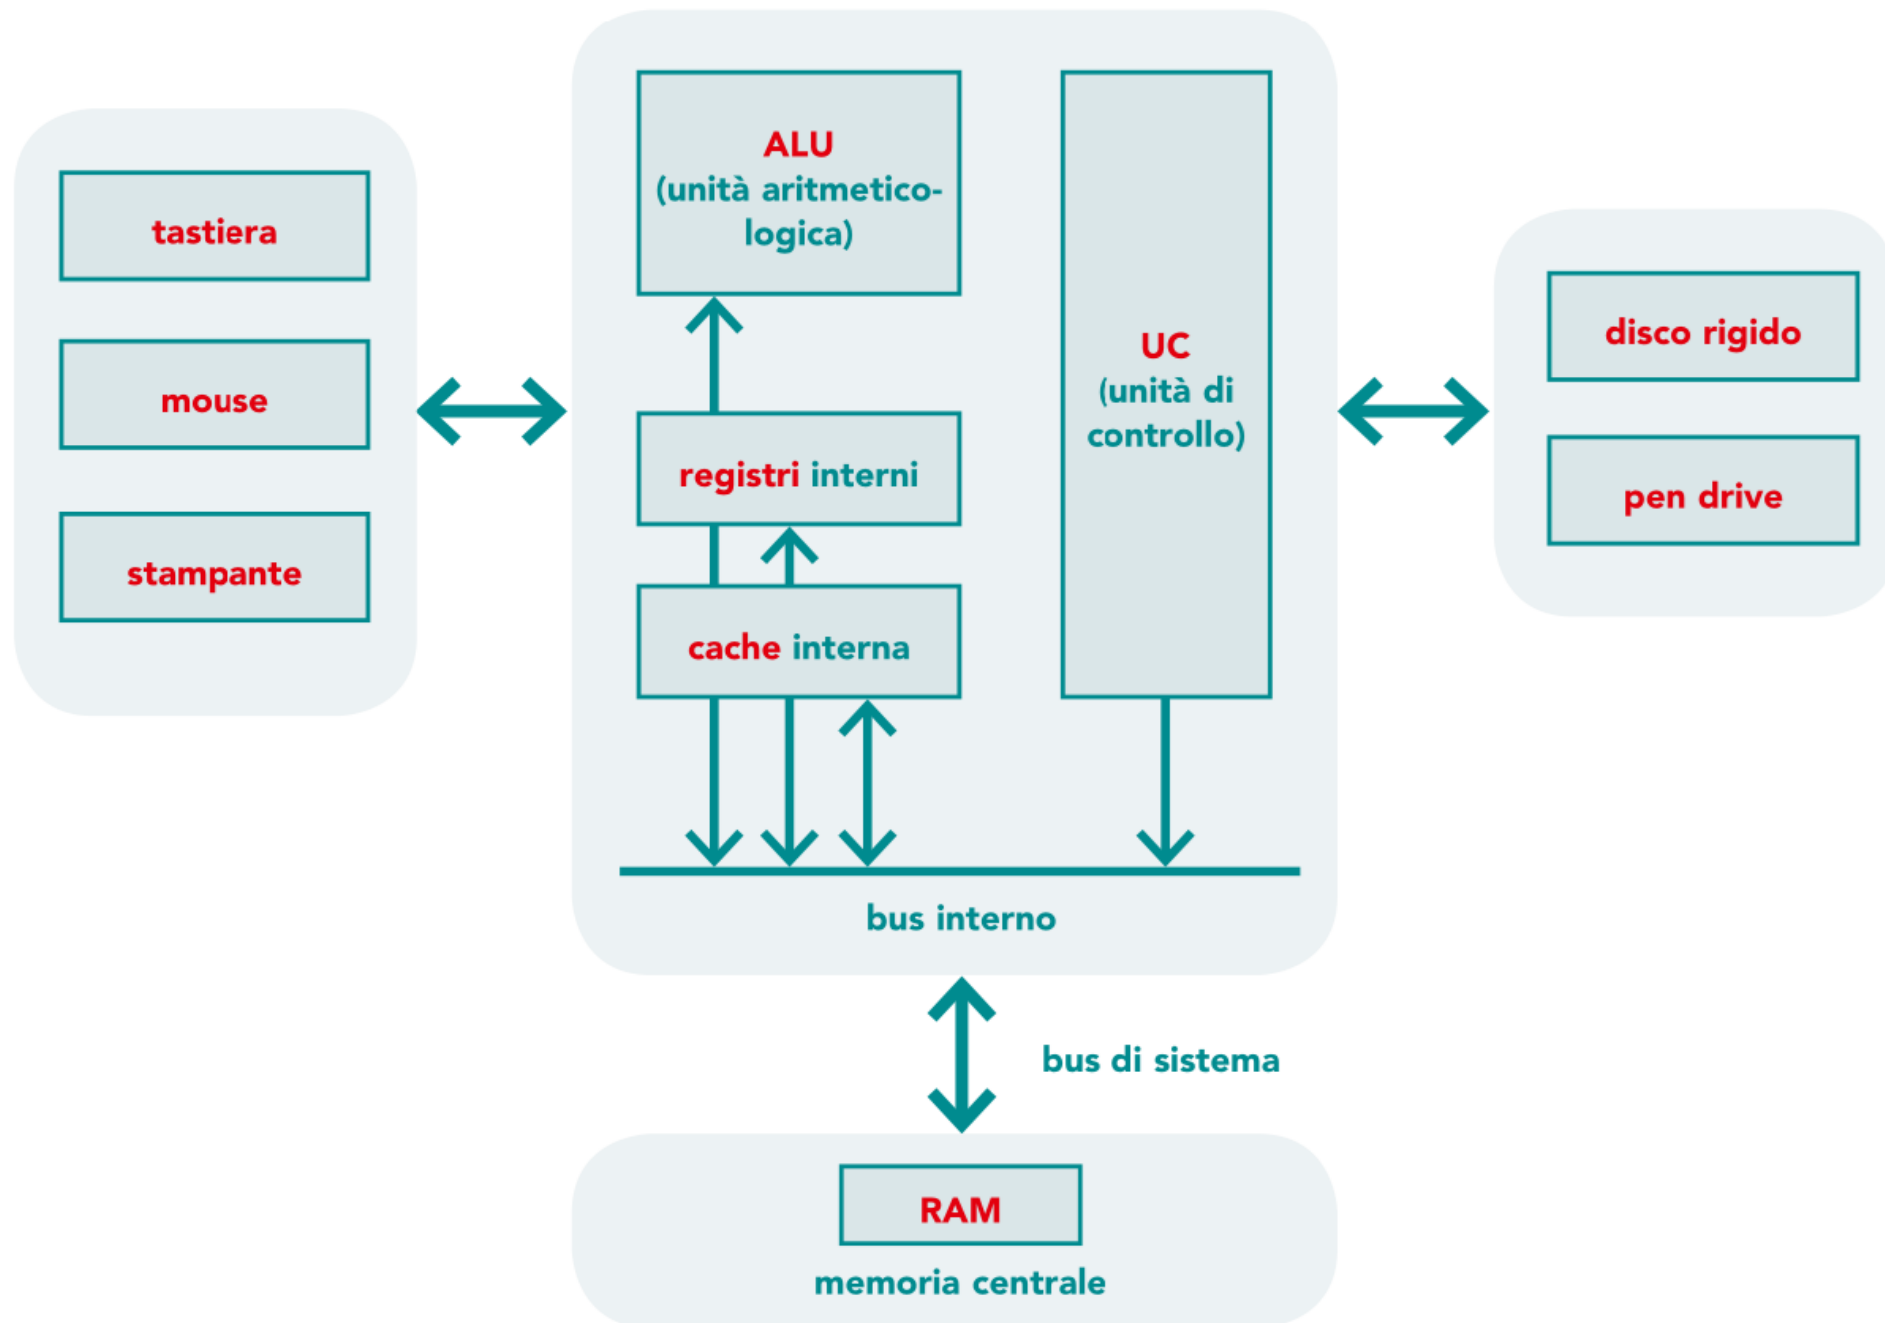 tastiera
mouse
stampante
ALU
(unità aritmetico-
logica)
registri interni
cache interna
UC
(unità di
controllo)
bus interno
disco rigido
pen drive
bus di sistema
RAM
memoria centrale